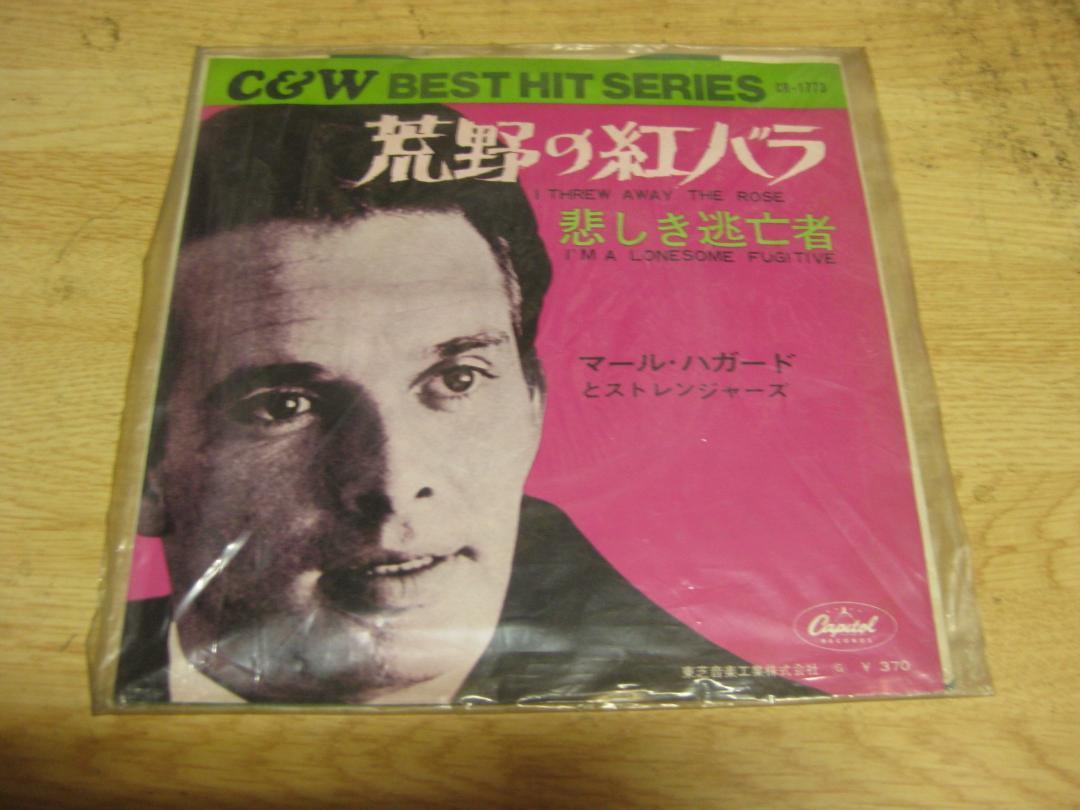 C&W BEST HIT SERIES CR-1773
荒野の紅バラ
I THREW AWAY THE ROSE
悲しき逃亡者
I'M A LONESOME FUGITIVE
マール・ハガード
とストレンジャーズ
Capitol
RECORDS
東芝音楽工業株式会社 G ¥ 370